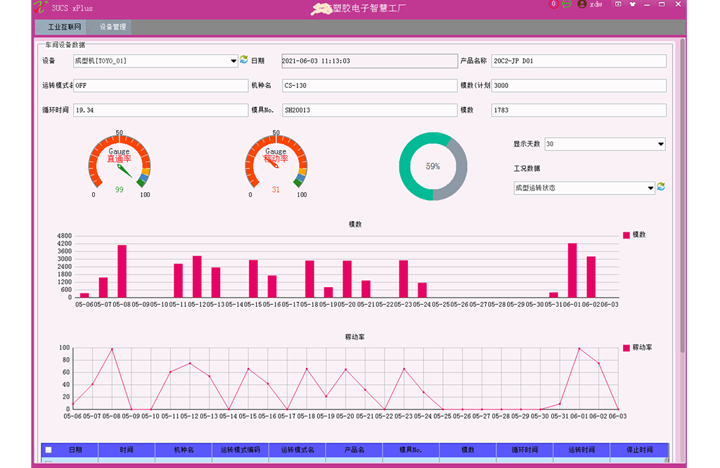 SUCS xPlus
塑胶电子智慧工厂
0
zdw
工业互联网 设备管理
车间设备数据
设备 成型机[TOYO_01] 日期 2021-06-03 11:13:03 产品名称 20C2-JP D01
运转模式名 OFF 机种名 CS-130 模数(计划 3000
循环时间 19.34 模具No. SH20013 模数 1783
50
Gauge
直通率
99
0 100
50
Gauge
稼动率
31
0 100
59%
显示天数 30
工况数据
成型运转状态
模数
模数
4800
4200
3600
3000
2400
1800
1200
600
0
05-06 05-07 05-08 05-09 05-10 05-11 05-12 05-13 05-14 05-15 05-16 05-17 05-18 05-19 05-20 05-21 05-22 05-23 05-24 05-25 05-26 05-27 05-28 05-29 05-30 05-31 06-01 06-02 06-03
稼动率
稼动率
100
80
60
40
20
0
05-06 05-07 05-08 05-09 05-10 05-11 05-12 05-13 05-14 05-15 05-16 05-17 05-18 05-19 05-20 05-21 05-22 05-23 05-24 05-25 05-26 05-27 05-28 05-29 05-30 05-31 06-01 06-02 06-03
日期 时间 机种名 运转模式编码 运转模式名 产品名 模具No. 模数 循环时间 运转时间 停止时间